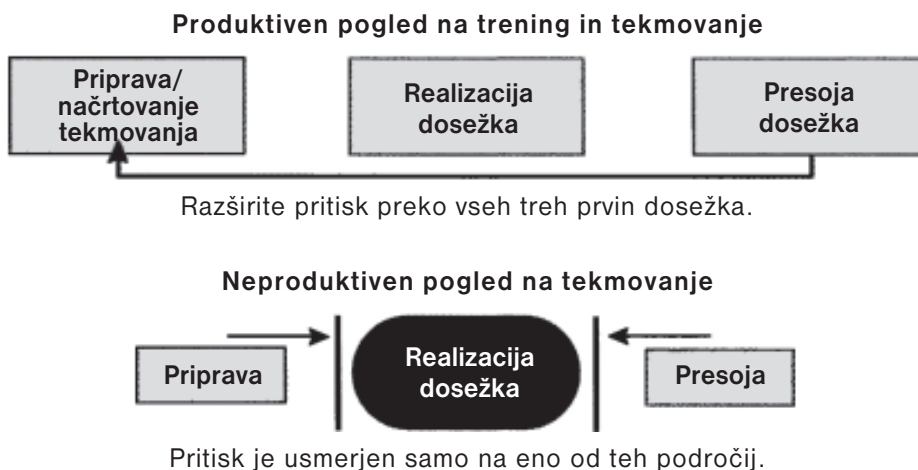 Produktiven pogled na trening in tekmovanje
Priprava/
načrtovanje
tekmovanja
Realizacija
dosežka
Presoja
dosežka
Razširite pritisk preko vseh treh prvin dosežka.
Neproduktiven pogled na tekmovanje
Priprava
Realizacija
dosežka
Presoja
Pritisk je usmerjen samo na eno od teh področij.